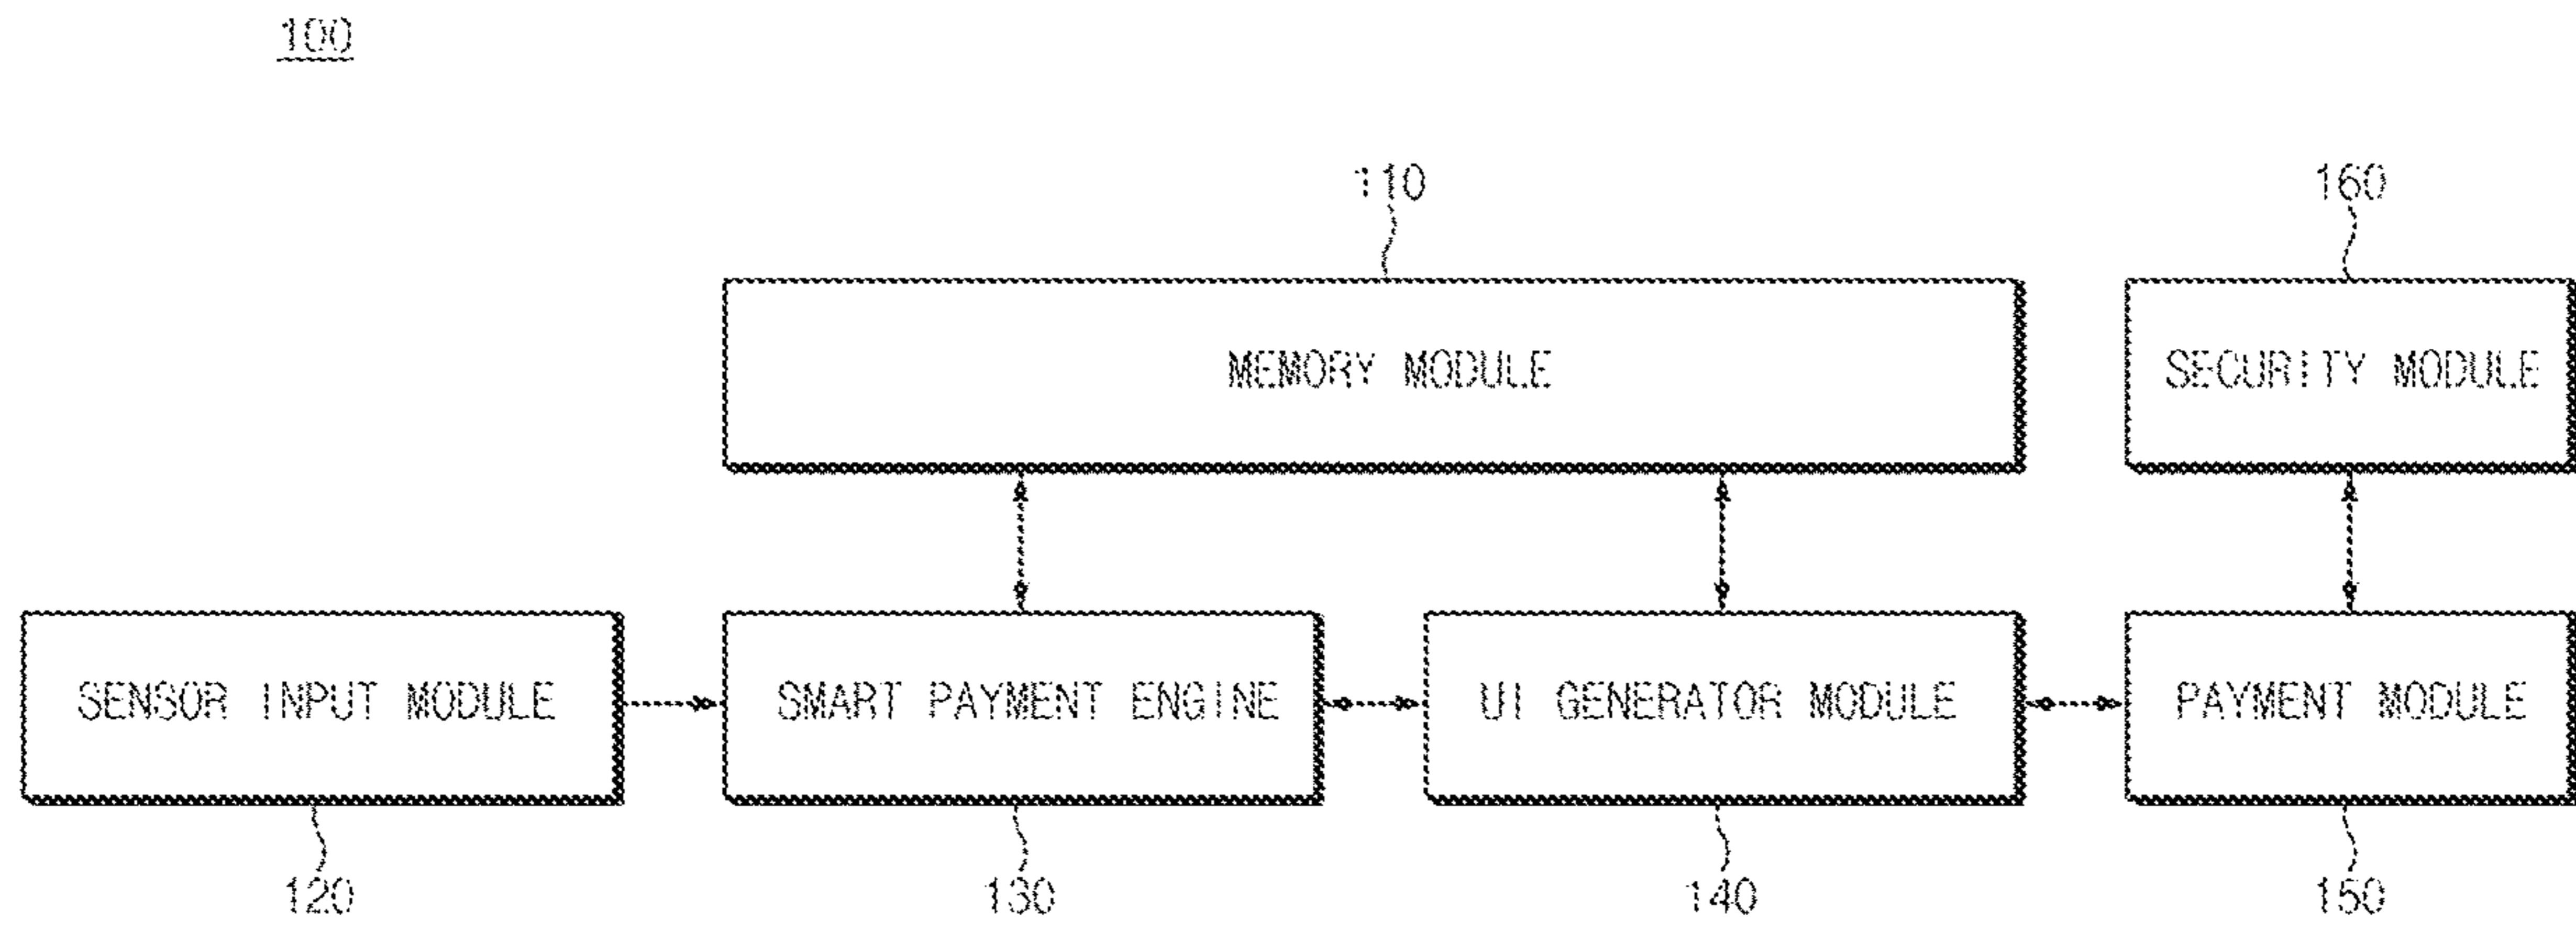 100
110
160
MEMORY MODULE
SECURITY MODULE
SENSOR INPUT MODULE
SMART PAYMENT ENGINE
UI GENERATOR MODULE
PAYMENT MODULE
120
130
140
150